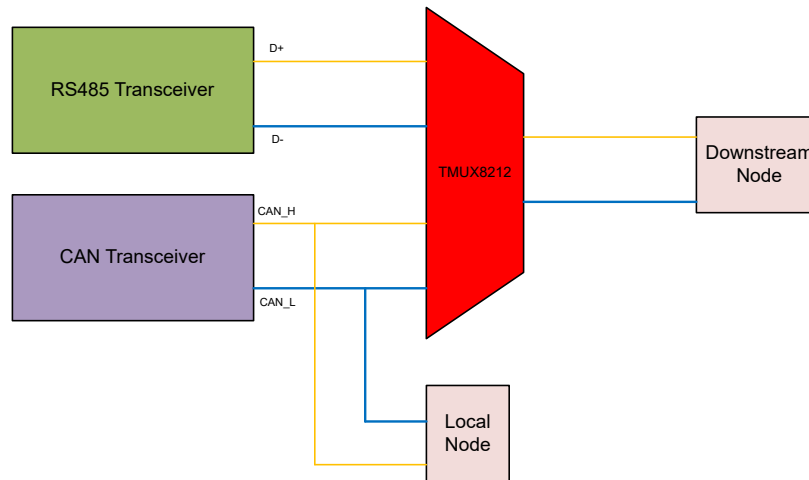 D+
RS485 Transceiver
D-
TMUX8212
Downstream
Node
CAN_H
CAN Transceiver
CAN_L
Local
Node